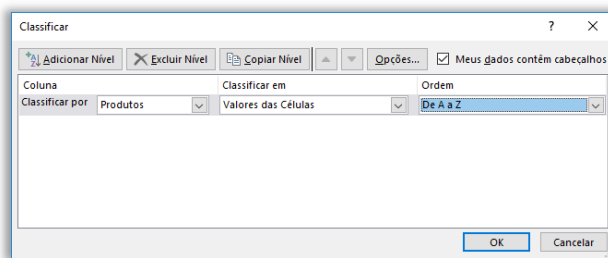 Classificar ? X
Adicionar Nível Excluir Nível Copiar Nível Opções... Meus dados contêm cabeçalhos
Coluna Classificar em Ordem
Classificar por Produtos Valores das Células De A a Z
OK Cancelar